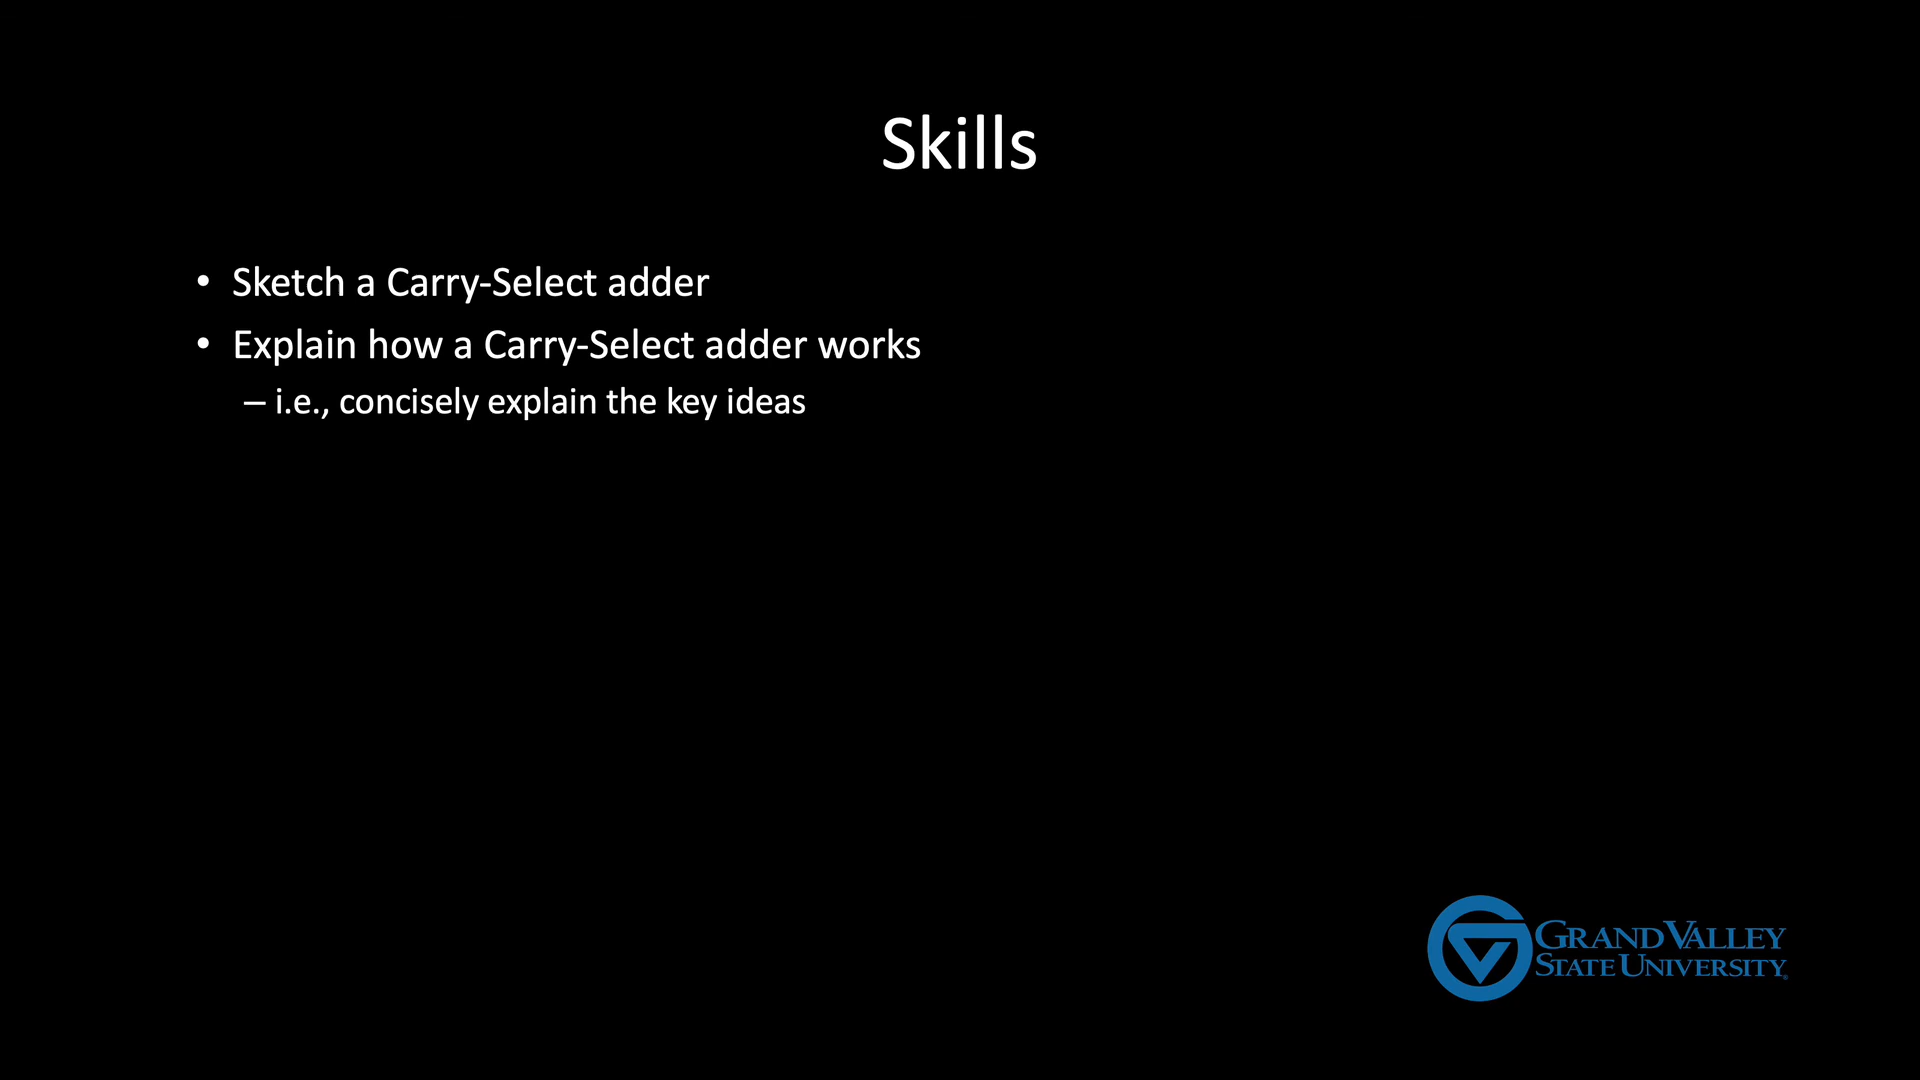 Skills
• Sketch a Carry-Select adder
• Explain how a Carry-Select adder works
– i.e., concisely explain the key ideas
GRAND VALLEY
STATE UNIVERSITY